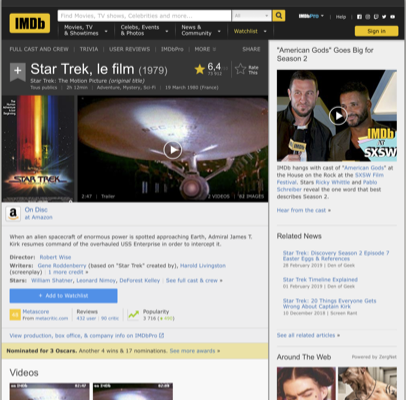 IMDb
Find Movies, TV shows, Celebrities and more...
All
IMDbPro
Help
Movies, TV
& Showtimes
Celebs, Events
& Photos
News &
Community
Watchlist
Sign in
FULL CAST AND CREW | TRIVIA | USER REVIEWS | IMDbPro | MORE
SHARE
Star Trek, le film (1979)
6,4
Rate
This
Star Trek: The Motion Picture (original title)
Tous publics | 2h 12min | Adventure, Mystery, Sci-Fi | 19 March 1980 (France)
STAR TREK
2:47 | Trailer
2 VIDEOS | 82 IMAGES
On Disc
at Amazon
When an alien spacecraft of enormous power is spotted approaching Earth, Admiral James T.
Kirk resumes command of the overhauled USS Enterprise in order to intercept it.
Director: Robert Wise
Writers: Gene Roddenberry (based on "Star Trek" created by), Harold Livingston
(screenplay) | 1 more credit »
Stars: William Shatner, Leonard Nimoy, DeForest Kelley | See full cast & crew »
+ Add to Watchlist
Metascore
From metacritic.com
Reviews
Popularity
View production, box office, & company info on IMDbPro
Nominated for 3 Oscars. Another 4 wins & 17 nominations. See more awards »
Videos
"American Gods" Goes Big for
Season 2
IMDb
at
SXSW
IMDb hangs with cast of "American Gods" at
the House on the Rock at the SXSW Film
Festival. Stars Ricky Whittle and Pablo
Schreiber reveal the one word that best
describes Season 2.
Hear from the cast »
Related News
Star Trek: Discovery Season 2 Episode 7
Easter Eggs & References
28 February 2019 | Den of Geek
Star Trek Timeline Explained
01 February 2019 | Den of Geek
Star Trek: 20 Things Everyone Gets
Wrong About Captain Kirk
10 December 2018 | Screen Rant
See all related articles »
Around The Web
Powered by ZergNet